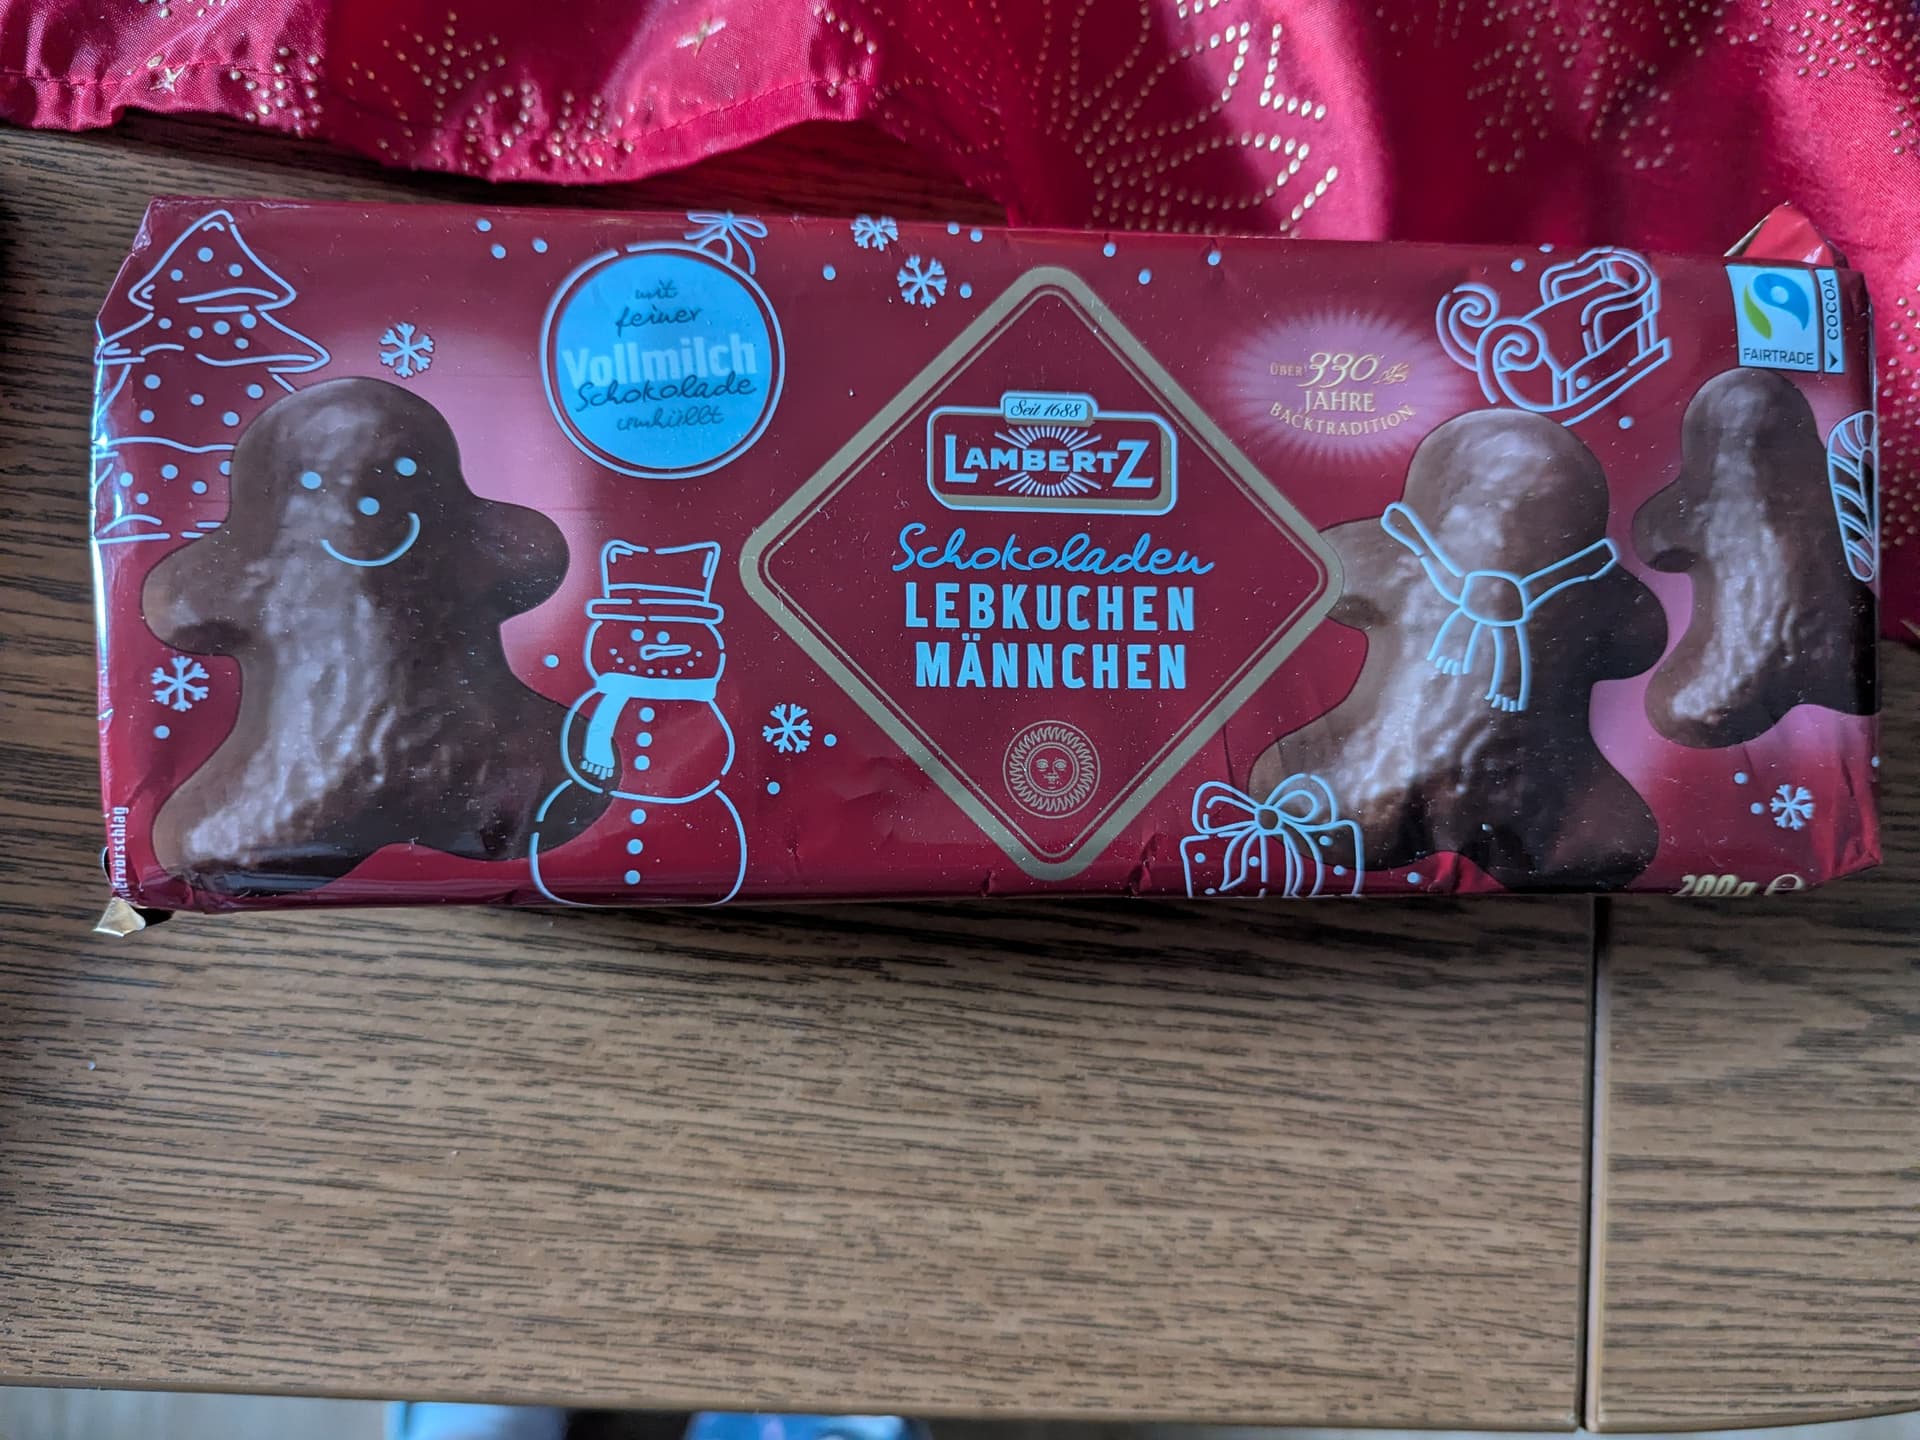 mit
feiner
Vollmilch
Schokolade
umhüllt
Seit 1688
LAMBERTZ
Schokoladen
LEBKUCHEN
MÄNNCHEN
ÜBER 330
JAHRE
BACKTRADITION
FAIRTRADE
COCOA
200g e